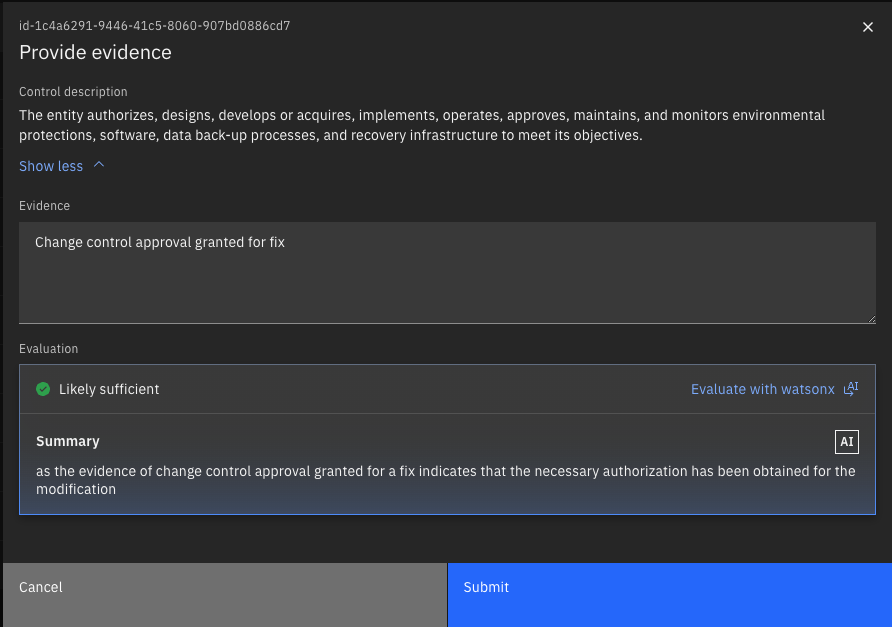 id-1c4a6291-9446-41c5-8060-907bd0886cd7
Provide evidence
Control description
The entity authorizes, designs, develops or acquires, implements, operates, approves, maintains, and monitors environmental
protections, software, data back-up processes, and recovery infrastructure to meet its objectives.
Show less
Evidence
Change control approval granted for fix
Evaluation
Likely sufficient
Evaluate with watsonx AI
Summary
AI
as the evidence of change control approval granted for a fix indicates that the necessary authorization has been obtained for the
modification
Cancel
Submit